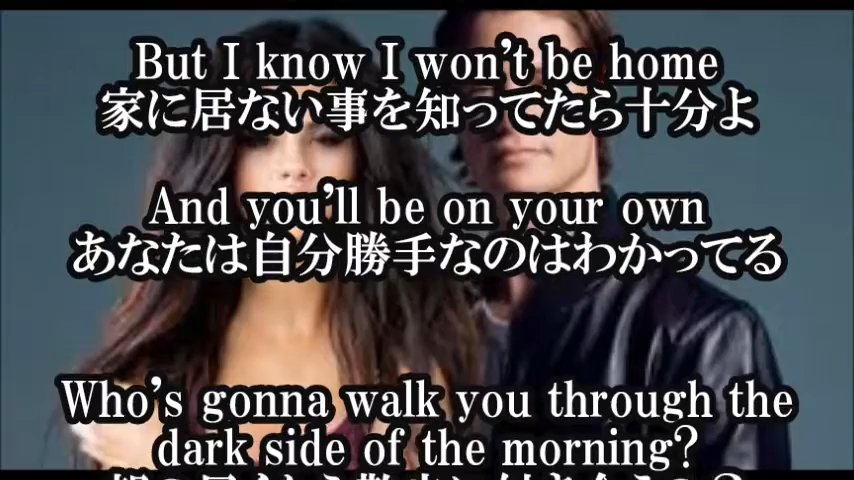 But I know I won't be home
家に居ない事を知ってたら十分よ
And you'll be on your own
あなたは自分勝手なのはわかってる
Who's gonna walk you through the
dark side of the morning?